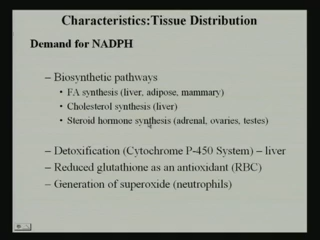 Characteristics:Tissue Distribution
Demand for NADPH
– Biosynthetic pathways
• FA synthesis (liver, adipose, mammary)
• Cholesterol synthesis (liver)
• Steroid hormone synthesis (adrenal, ovaries, testes)
– Detoxification (Cytochrome P-450 System) – liver
– Reduced glutathione as an antioxidant (RBC)
– Generation of superoxide (neutrophils)